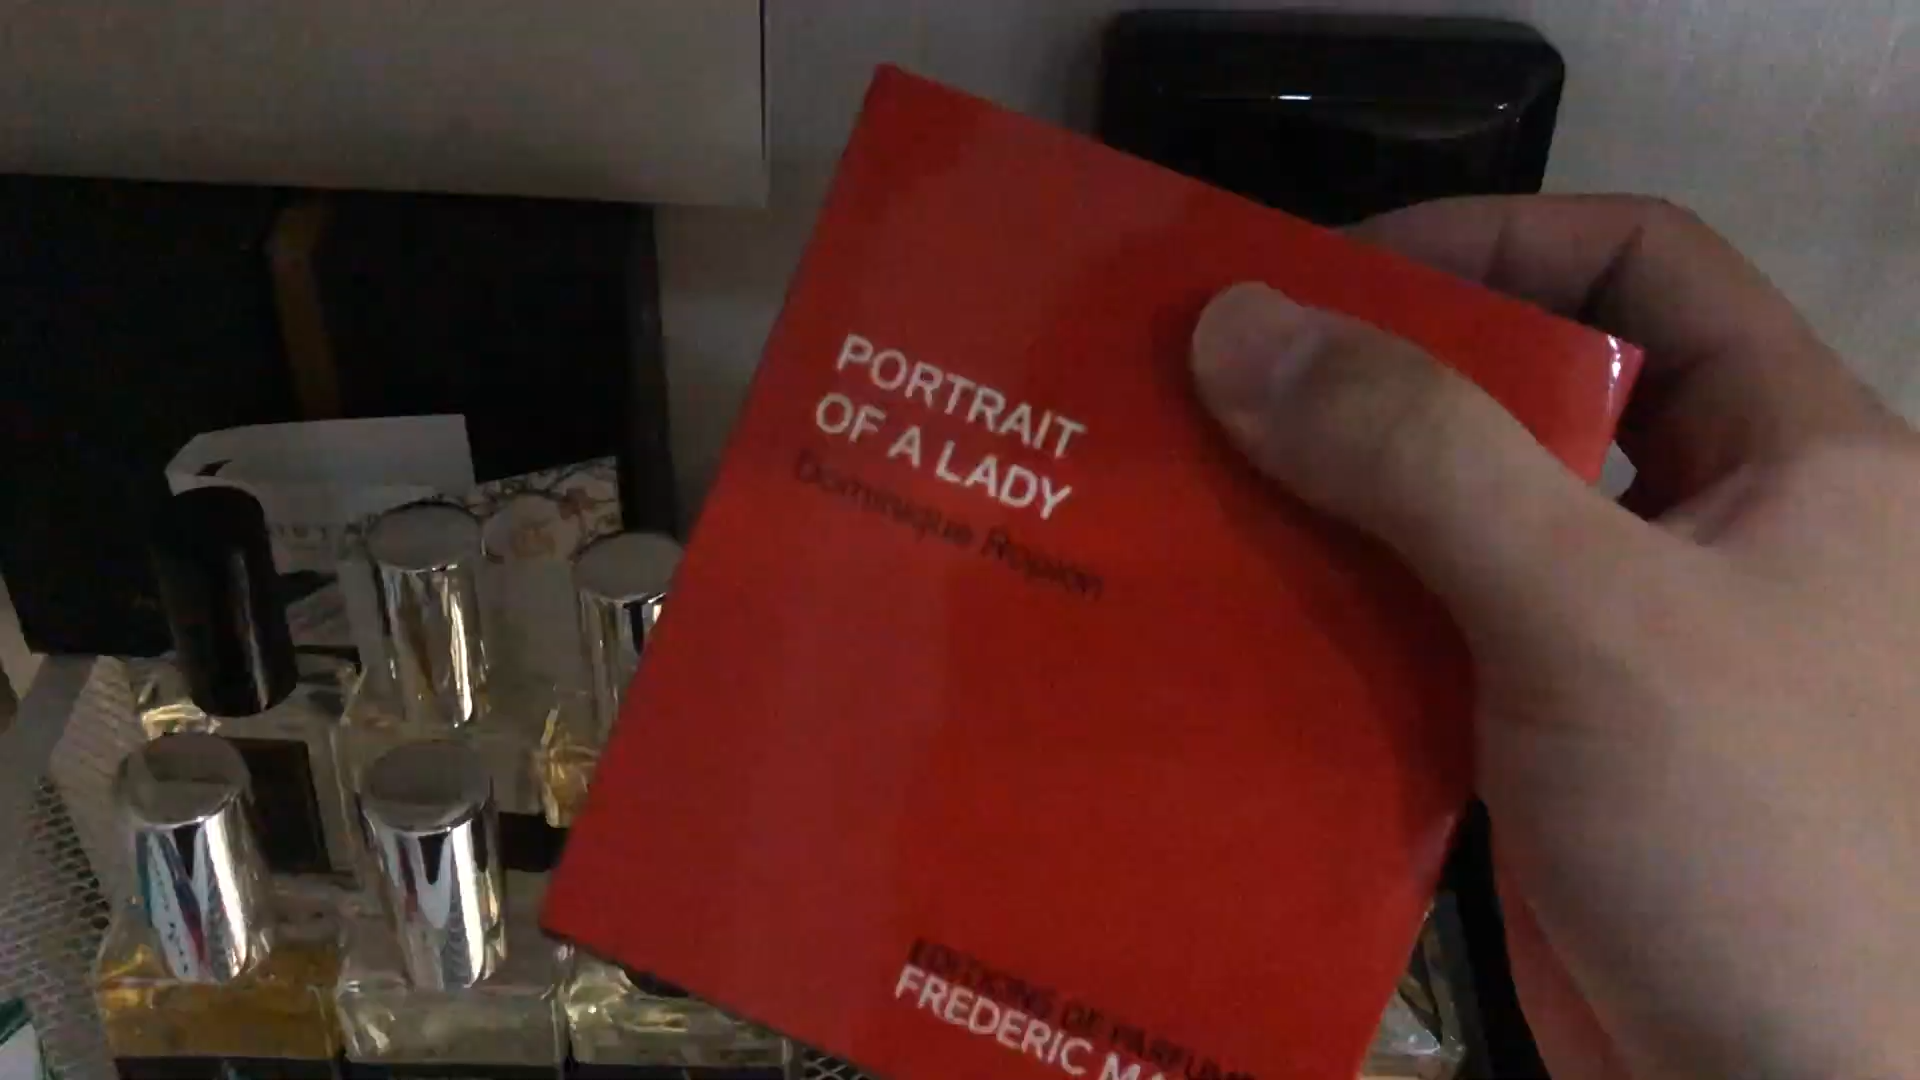 PORTRAIT
OF A LADY
Dominique Ropion
EDITIONS DE PARFUMS
FREDERIC MA